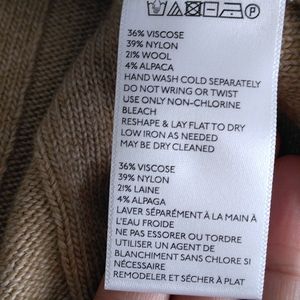 36% VISCOSE
39% NYLON
21% WOOL
4% ALPACA
HAND WASH COLD SEPARATELY
DO NOT WRING OR TWIST
USE ONLY NON-CHLORINE
BLEACH
RESHAPE & LAY FLAT TO DRY
LOW IRON AS NEEDED
MAY BE DRY CLEANED
36% VISCOSE
39% NYLON
21% LAINE
4% ALPAGA
LAVER SÉPARÉMENT À LA MAIN À
L'EAU FROIDE
NE PAS ESSORER OU TORDRE
UTILISER UN AGENT DE
BLANCHIMENT SANS CHLORE SI
NÉCESSAIRE
REMODELER ET SÉCHER À PLAT